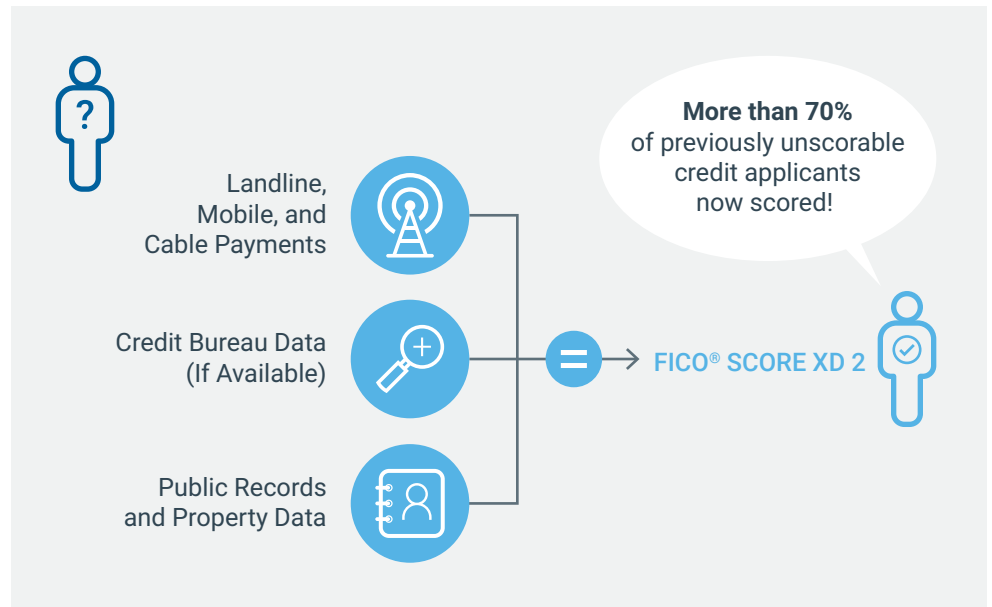 ?
More than 70%
of previously unscorable
credit applicants
now scored!
Landline,
Mobile, and
Cable Payments
Credit Bureau Data
(If Available)
FICO® SCORE XD 2
Public Records
and Property Data